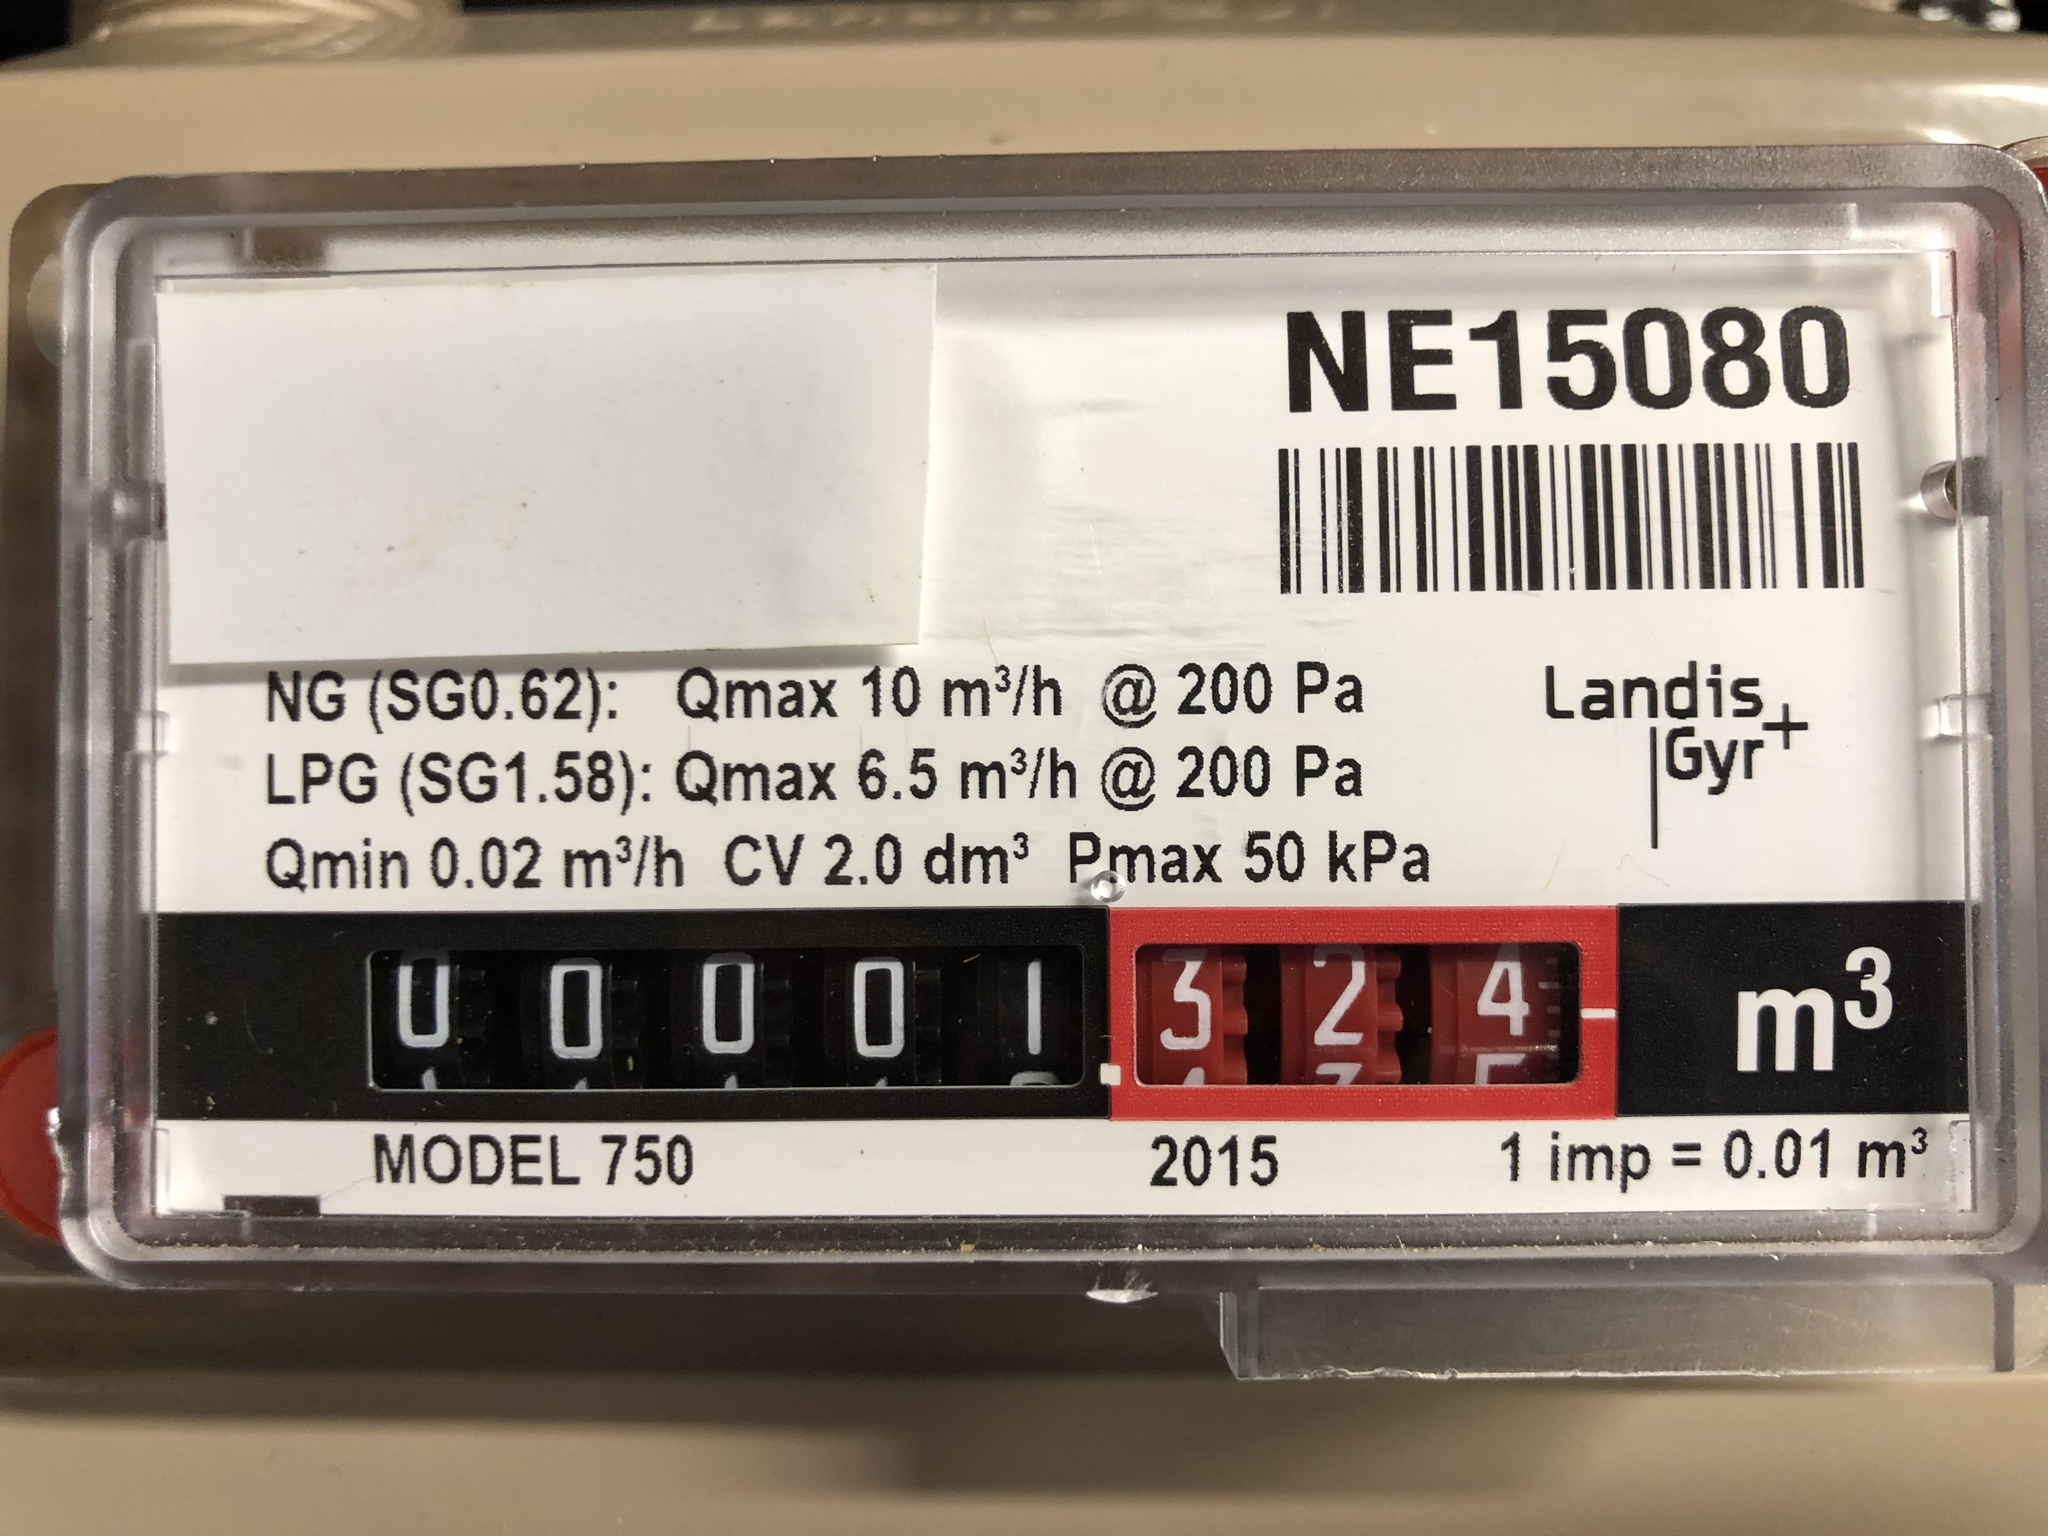 NE15080
NG (SG0.62): Qmax 10 m³/h @ 200 Pa
LPG (SG1.58): Qmax 6.5 m³/h @ 200 Pa
Qmin 0.02 m³/h CV 2.0 dm³ Pmax 50 kPa
Landis
Gyr+
00001 324 m³
MODEL 750 2015 1 imp = 0.01 m³